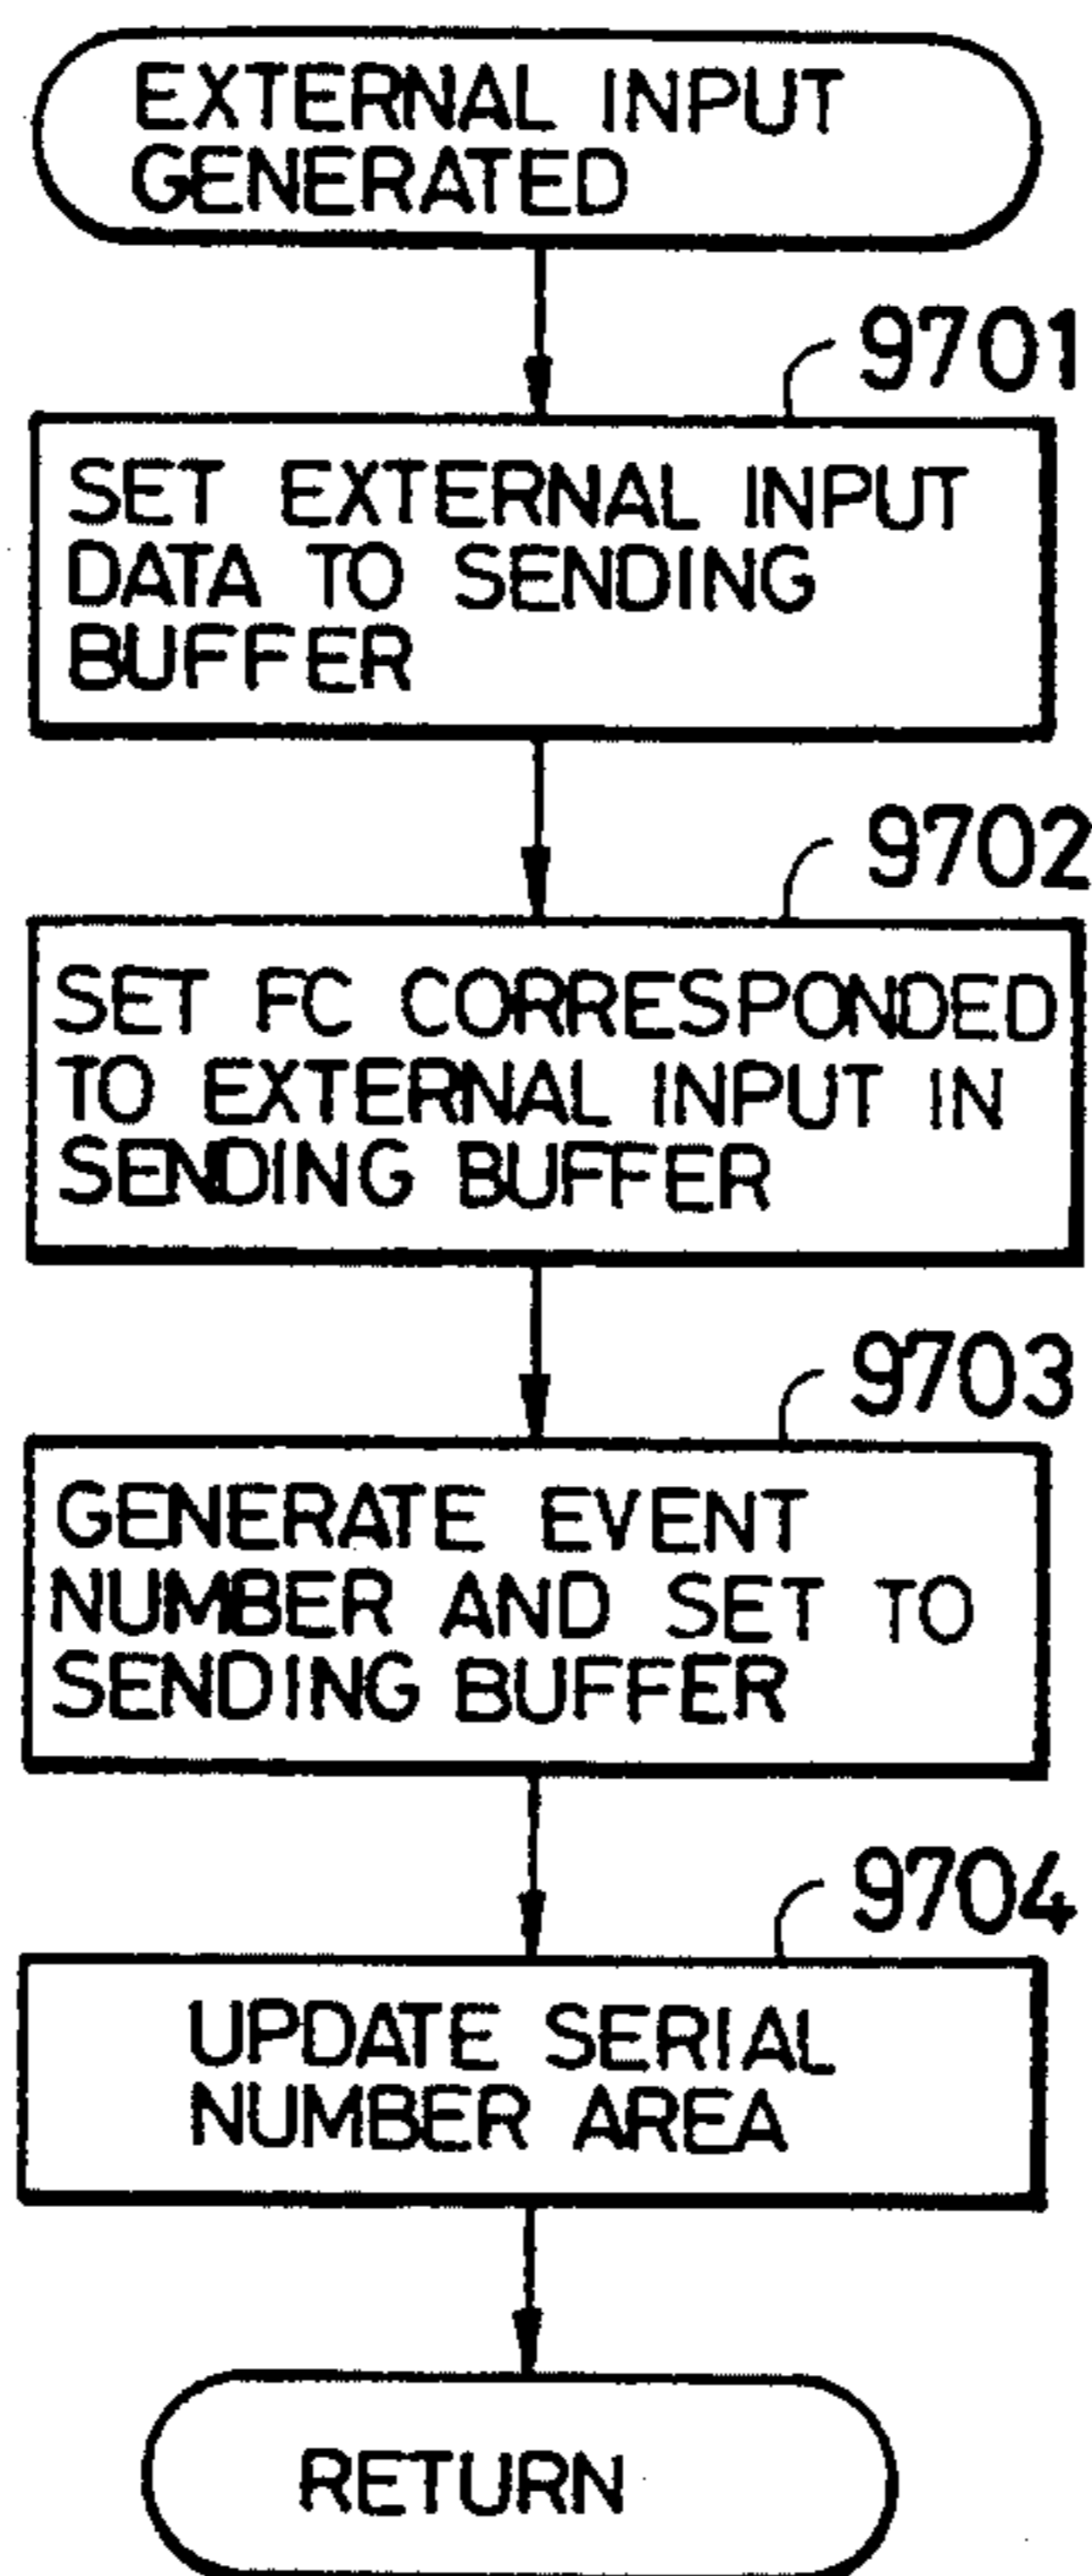 EXTERNAL INPUT
GENERATED
9701
SET EXTERNAL INPUT
DATA TO SENDING
BUFFER
9702
SET FC CORRESPONDED
TO EXTERNAL INPUT IN
SENDING BUFFER
9703
GENERATE EVENT
NUMBER AND SET TO
SENDING BUFFER
9704
UPDATE SERIAL
NUMBER AREA
RETURN